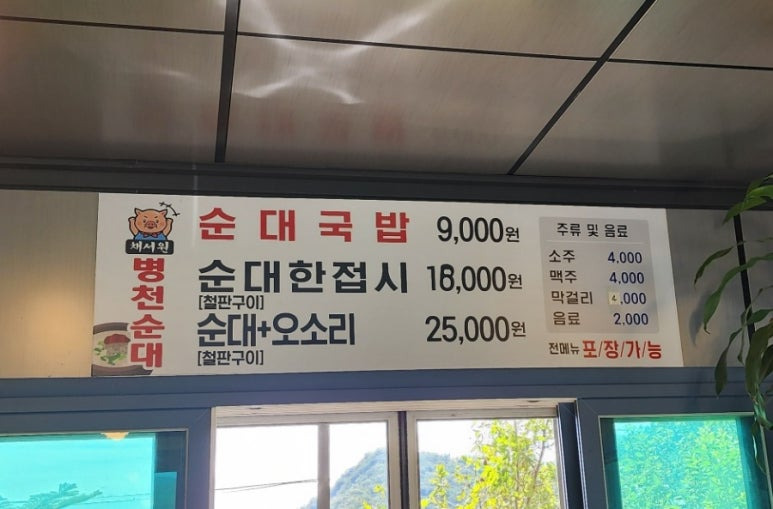 채서원
병천순대
순대국밥 9,000원
순대한접시 18,000원
[철판구이]
순대+오소리 25,000원
[철판구이]
주류 및 음료
소주 4,000
맥주 4,000
막걸리 4,000
음료 2,000
전메뉴 포/장/가/능